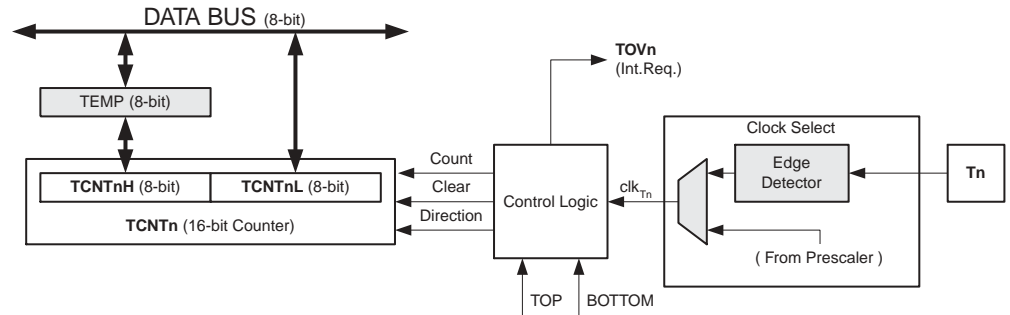 DATA BUS (8-bit)
TOVn
(Int.Req.)
TEMP (8-bit)
Clock Select
Count
Edge
Detector
Tn
TCNTnH (8-bit) TCNTnL (8-bit)
Clear
Control Logic
clkTn
TCNTn (16-bit Counter)
Direction
( From Prescaler )
TOP BOTTOM